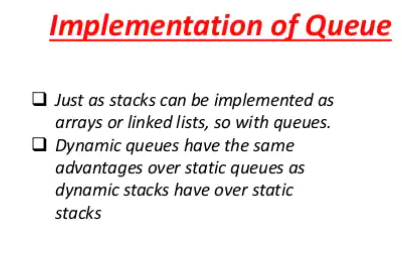 Implementation of Queue
❑ Just as stacks can be implemented as
arrays or linked lists, so with queues.
❑ Dynamic queues have the same
advantages over static queues as
dynamic stacks have over static
stacks